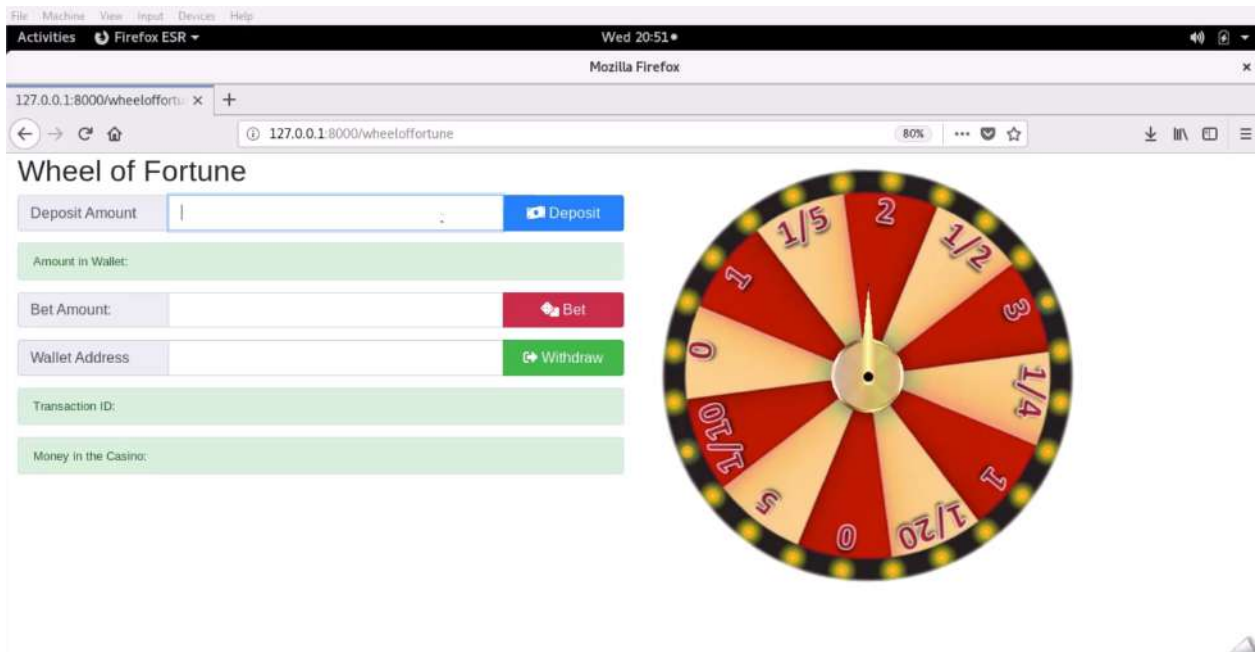 File Machine View Input Devices Help
Activities Firefox ESR Wed 20:51
Mozilla Firefox
127.0.0.1:8000/wheeloffortu
127.0.0.1:8000/wheeloffortune 80%
Wheel of Fortune
Deposit Amount Deposit
Amount in Wallet:
Bet Amount: Bet
Wallet Address Withdraw
Transaction ID:
Money in the Casino:
2
1/2
3
1/4
1
1/20
0
5
1/10
0
1
1/5